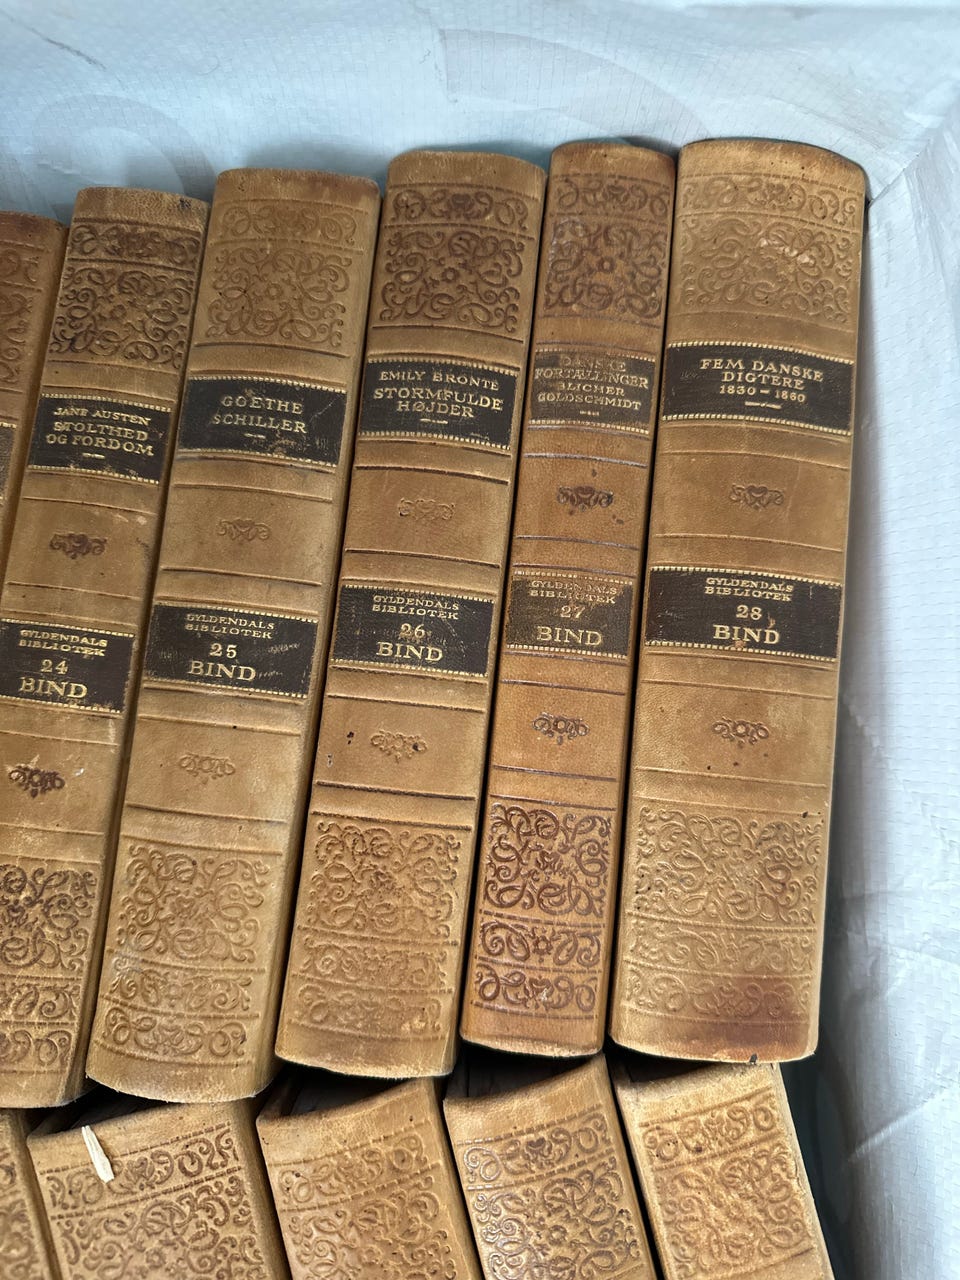 JANE AUSTEN
STOLTHED
OG FORDOM
GYLDENDALS
BIBLIOTEK
24
BIND
GOETHE
SCHILLER
GYLDENDALS
BIBLIOTEK
25
BIND
EMILY BRONTË
STORMFULDE
HØJDER
GYLDENDALS
BIBLIOTEK
26
BIND
DANSKE
FORTÆLLINGER
BLICHER
GOLDSCHMIDT
GYLDENDALS
BIBLIOTEK
27
BIND
FEM DANSKE
DIGTERE
1830-1860
GYLDENDALS
BIBLIOTEK
28
BIND